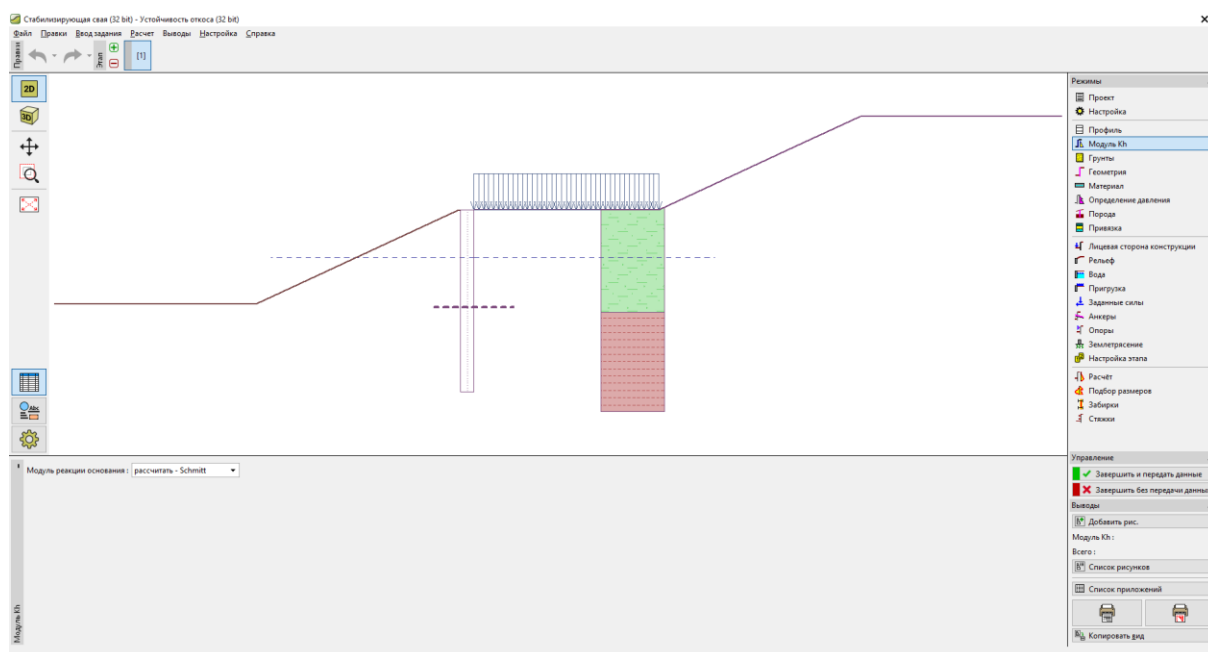 Стабилизирующая свая (32 bit) - Устойчивость откоса (32 bit)
Файл Правки Ввод задания Расчет Выводы Настройка Справка
Правки
Этап
[1]
2D
3D
Abc
Режимы
Проект
Настройка
Профиль
Модуль Kh
Грунты
Геометрия
Материал
Определение давления
Порода
Привязка
Лицевая сторона конструкции
Рельеф
Вода
Пригрузка
Заданные силы
Анкеры
Опоры
Землетрясение
Настройка этапа
Расчёт
Подбор размеров
Забирки
Стяжки
Модуль реакции основания : рассчитать - Schmitt
Модуль Kh
Управление
Завершить и передать данные
Завершить без передачи данные
Выводы
Добавить рис.
Модуль Kh :
Всего :
Список рисунков
Список приложений
Копировать вид